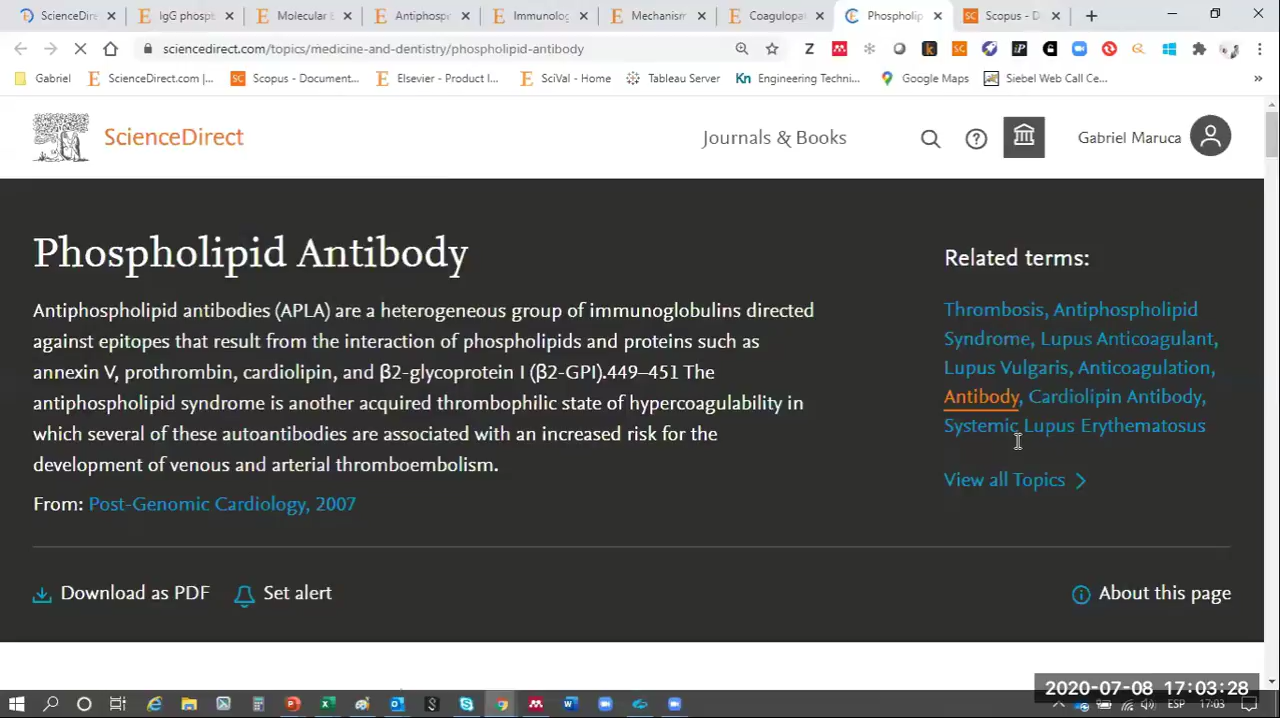 ScienceDire
IgG phosph
Molecular
Antiphosp
Immunolog
Mechanism
Coagulopat
Phospholip
Scopus - D
sciencedirect.com/topics/medicine-and-dentistry/phospholipid-antibody
Gabriel
ScienceDirect.com |...
Scopus - Document...
Elsevier - Product I...
SciVal - Home
Tableau Server
Engineering Techni...
Google Maps
Siebel Web Call Ce...
»
ScienceDirect
Journals & Books
Gabriel Maruca
Phospholipid Antibody
Antiphospholipid antibodies (APLA) are a heterogeneous group of immunoglobulins directed
against epitopes that result from the interaction of phospholipids and proteins such as
annexin V, prothrombin, cardiolipin, and β2-glycoprotein I (β2-GPI).449–451 The
antiphospholipid syndrome is another acquired thrombophilic state of hypercoagulability in
which several of these autoantibodies are associated with an increased risk for the
development of venous and arterial thromboembolism.
From: Post-Genomic Cardiology, 2007
Related terms:
Thrombosis, Antiphospholipid
Syndrome, Lupus Anticoagulant,
Lupus Vulgaris, Anticoagulation,
Antibody, Cardiolipin Antibody,
Systemic Lupus Erythematosus
View all Topics
Download as PDF
Set alert
About this page
2020-07-08 17:03:28
ESP
17:03